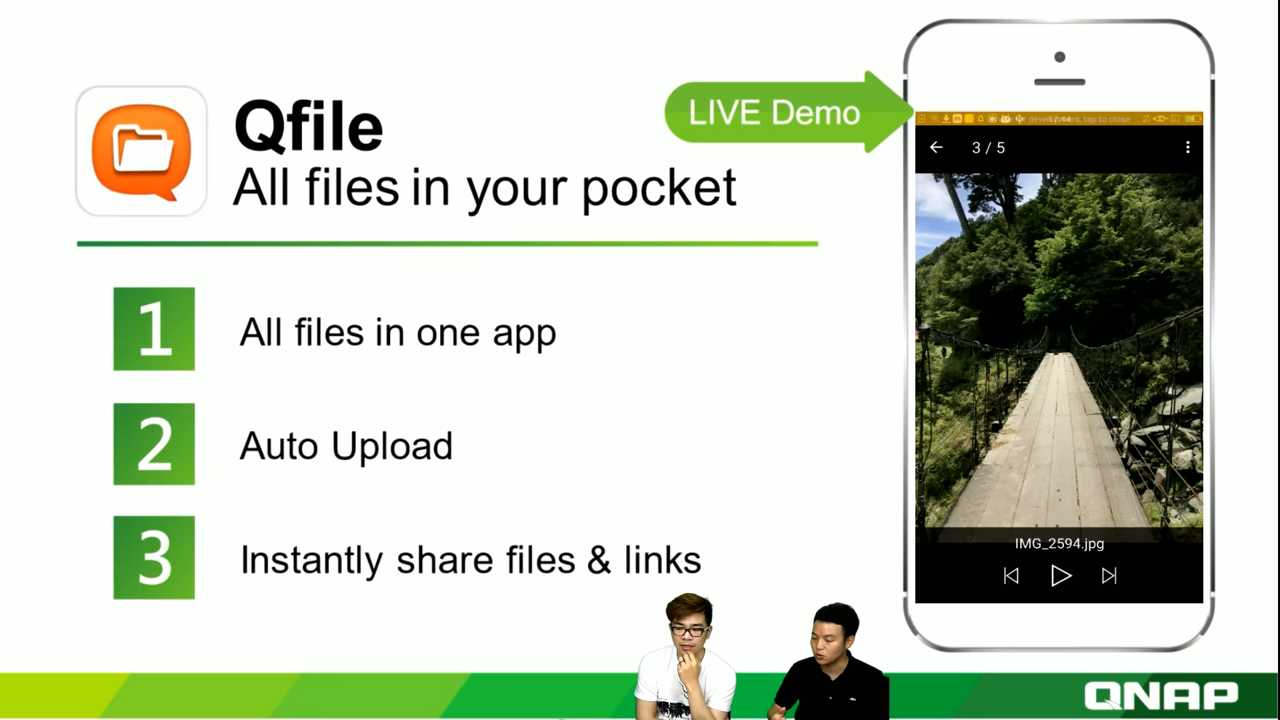 Qfile
All files in your pocket
LIVE Demo
1 All files in one app
2 Auto Upload
3 Instantly share files & links
3 / 5
IMG_2594.jpg
QNAP